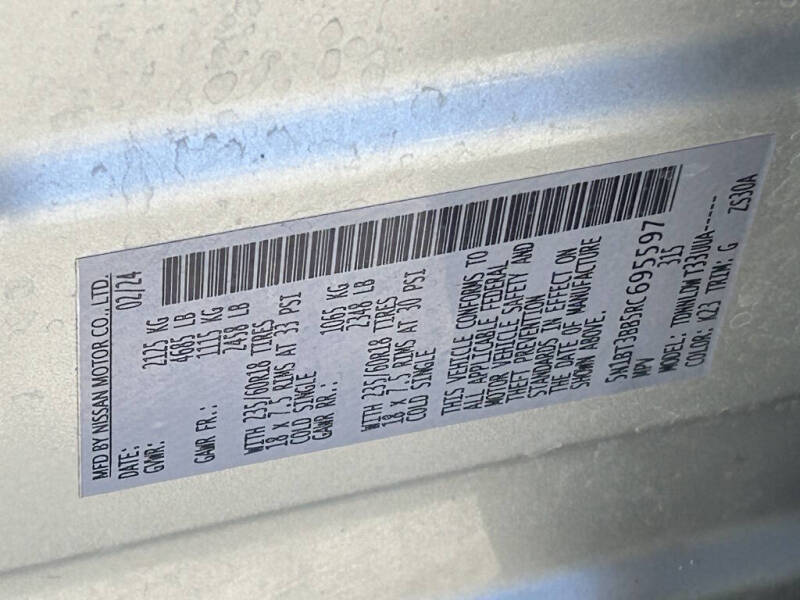 MFD BY NISSAN MOTOR CO., LTD.
DATE: 02/24
GVWR: 2125 KG
4685 LB
GAWR FR.: 1115 KG
2458 LB
WITH 235/60R18 TIRES
18 X 7.5 RIMS AT 33 PSI
COLD SINGLE
GAWR RR.: 1065 KG
2348 LB
WITH 235/60R18 TIRES
18 X 7.5 RIMS AT 30 PSI
COLD SINGLE
THIS VEHICLE CONFORMS TO
ALL APPLICABLE FEDERAL
MOTOR VEHICLE SAFETY AND
THEFT PREVENTION
STANDARDS IN EFFECT ON
THE DATE OF MANUFACTURE
SHOWN ABOVE.
5N1BT3BB5RC695597
MPV 315
MODEL: TDNNLDW T33UUA------
COLOR: K23 TRIM; G ZS30A